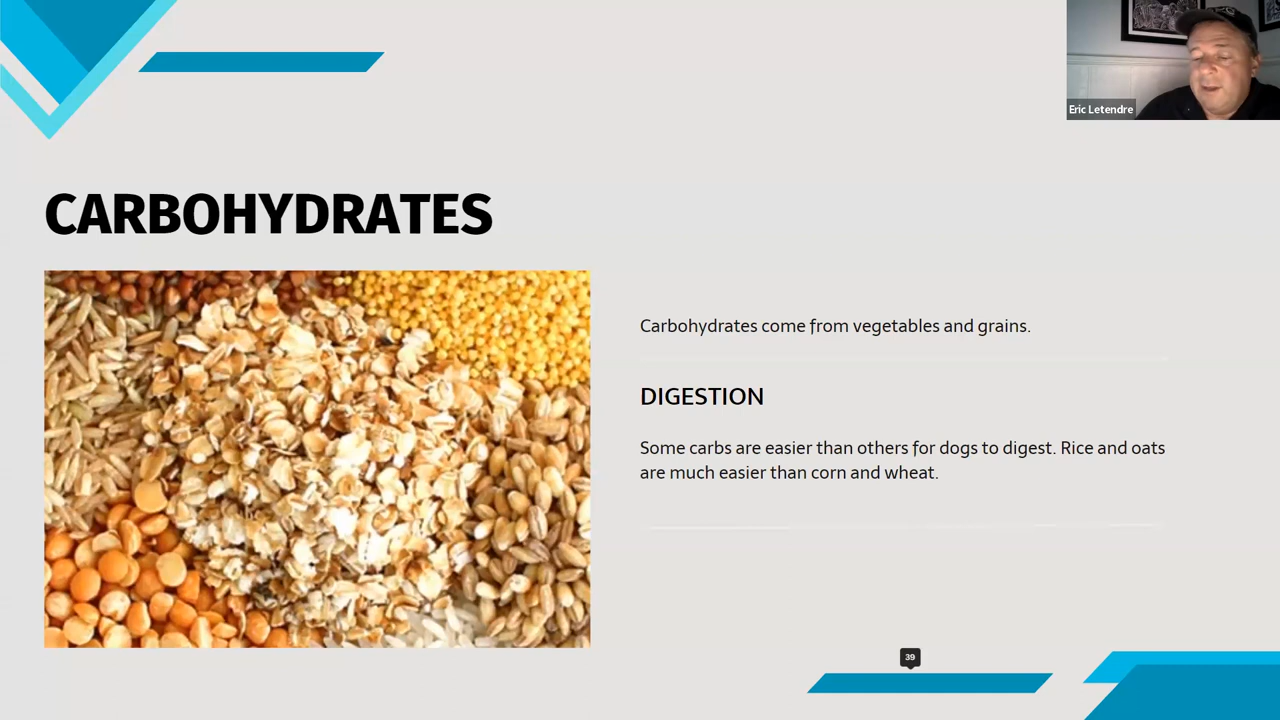 Eric Letendre
CARBOHYDRATES
Carbohydrates come from vegetables and grains.
DIGESTION
Some carbs are easier than others for dogs to digest. Rice and oats
are much easier than corn and wheat.
39